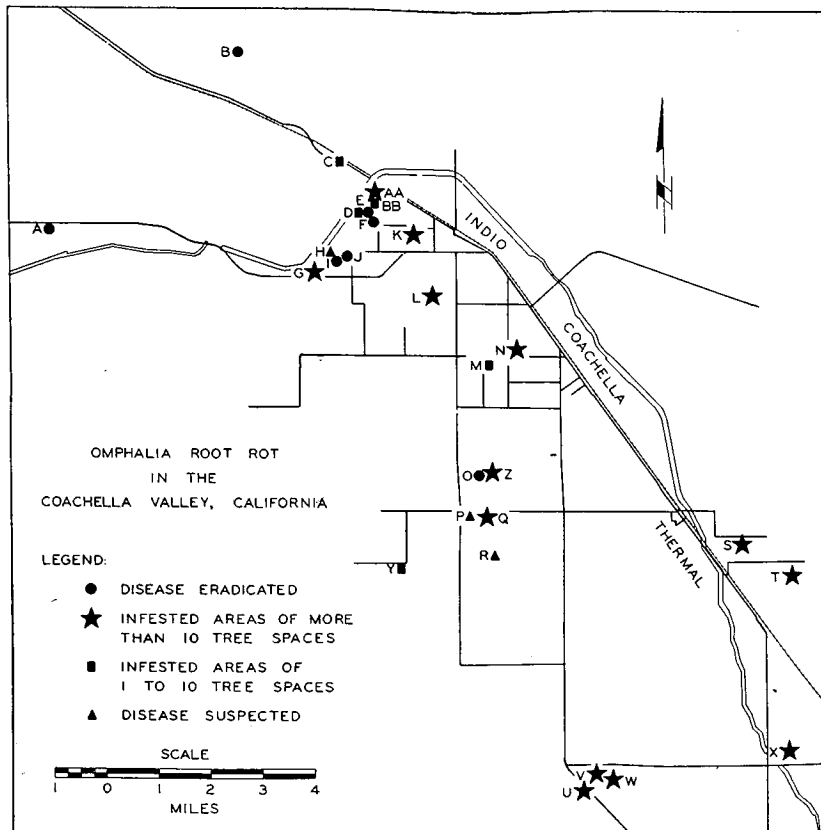 B
C
A
AA
E
BB
D
F
K
INDIO
H
J
I
G
L
COACHELLA
N
M
OMPHALIA ROOT ROT
IN THE
COACHELLA VALLEY, CALIFORNIA
O
Z
P
Q
THERMAL
S
R
Y
T
LEGEND:
DISEASE ERADICATED
INFESTED AREAS OF MORE
THAN 10 TREE SPACES
INFESTED AREAS OF
1 TO 10 TREE SPACES
DISEASE SUSPECTED
X
SCALE
V
W
U
1 0 1 2 3 4
MILES